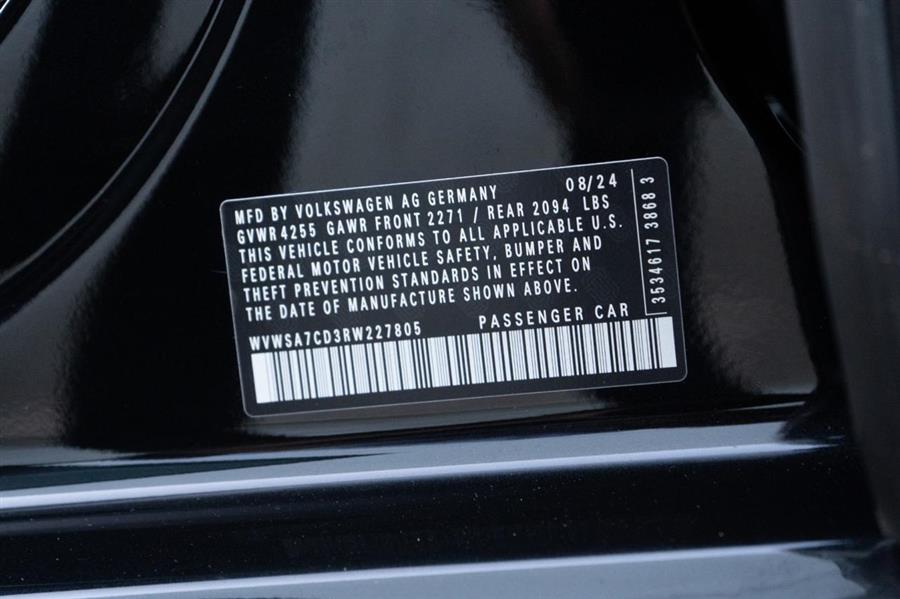 MFD BY VOLKSWAGEN AG GERMANY 08/24
GVWR 4255 GAWR FRONT 2271 / REAR 2094 LBS
THIS VEHICLE CONFORMS TO ALL APPLICABLE U.S.
FEDERAL MOTOR VEHICLE SAFETY, BUMPER AND
THEFT PREVENTION STANDARDS IN EFFECT ON
THE DATE OF MANUFACTURE SHOWN ABOVE.
WVWSA7CD3RW227805 PASSENGER CAR
3534617 3868 3